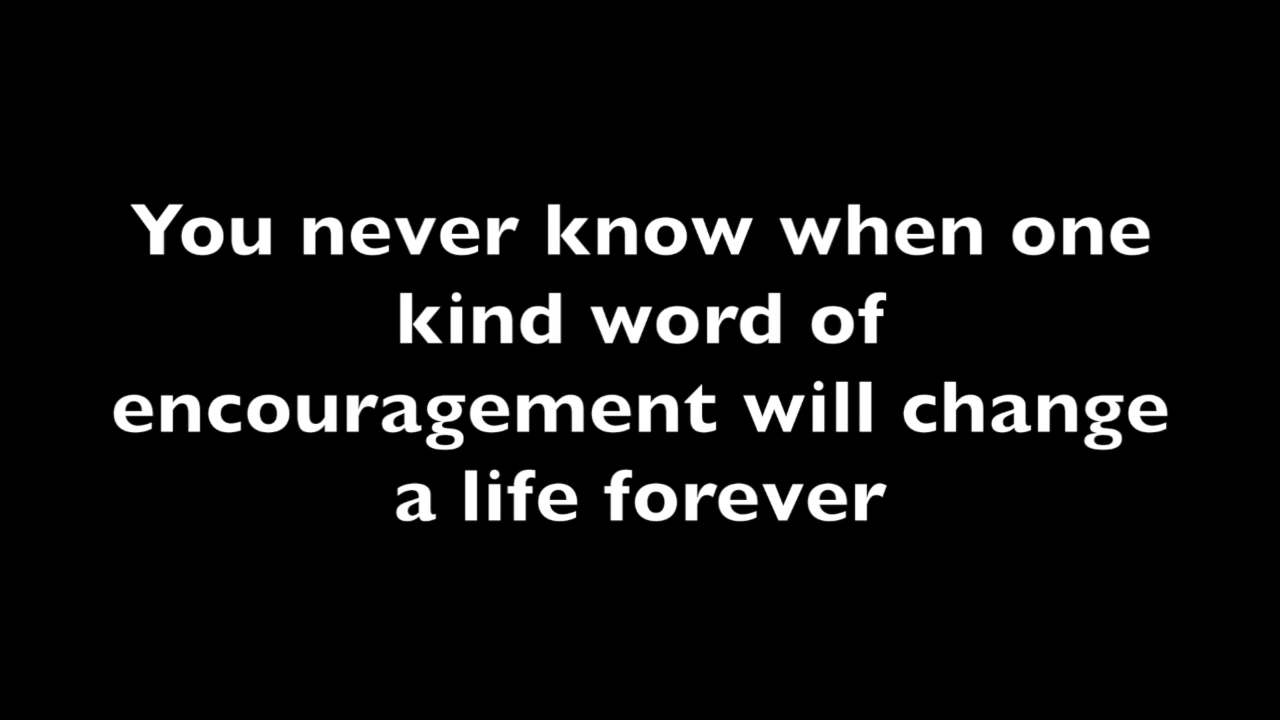 You never know when one
kind word of
encouragement will change
a life forever